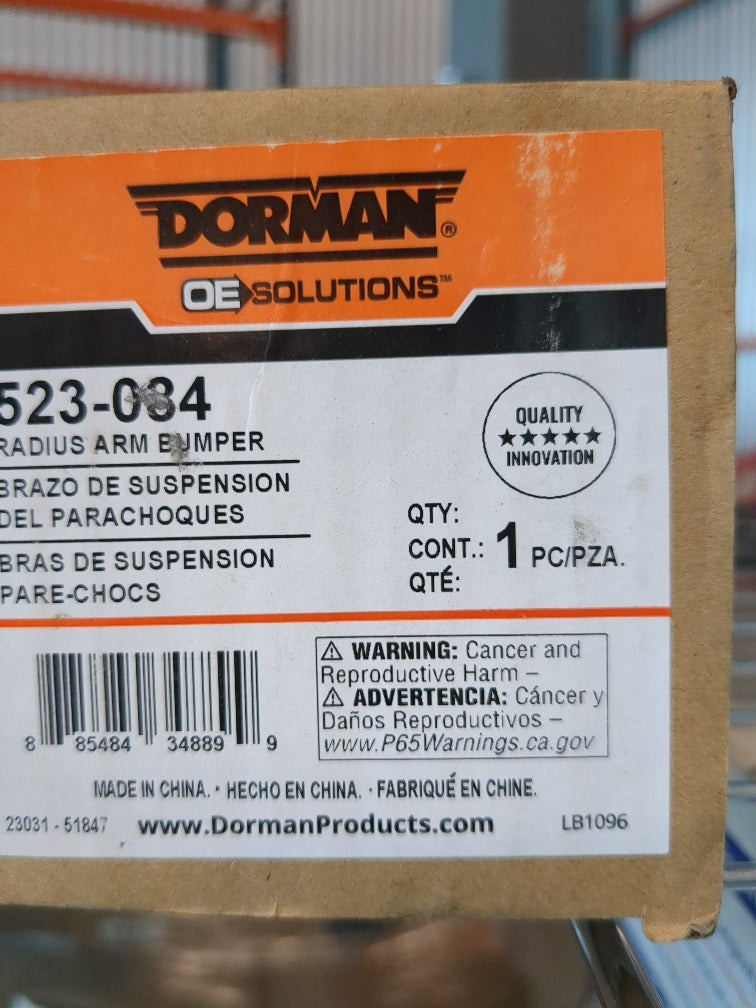 DORMAN®
OE SOLUTIONS™
523-034
RADIUS ARM BUMPER
BRAZO DE SUSPENSION
DEL PARACHOQUES
BRAS DE SUSPENSION
PARE-CHOCS
QUALITY
★★★★★
INNOVATION
QTY:
CONT.: 1 PC/PZA.
QTÉ:
8 85484 34889 9
⚠ WARNING: Cancer and
Reproductive Harm –
⚠ ADVERTENCIA: Cáncer y
Daños Reproductivos –
www.P65Warnings.ca.gov
MADE IN CHINA. • HECHO EN CHINA. · FABRIQUÉ EN CHINE.
23031 - 51847 www.DormanProducts.com LB1096